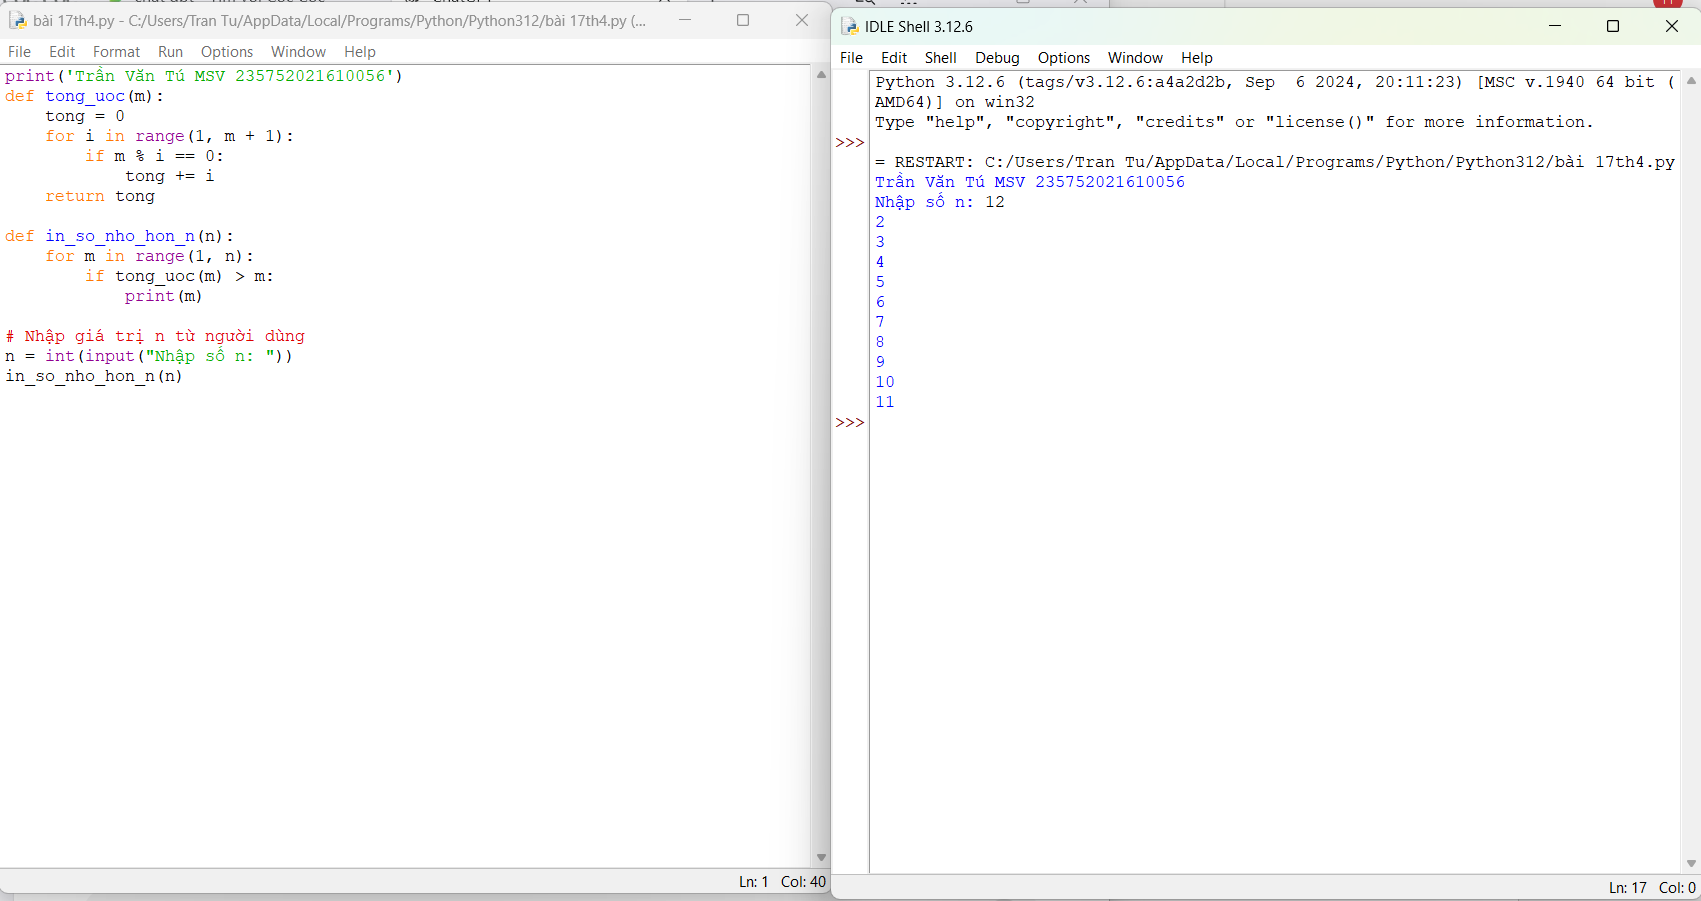 bài 17th4.py - C:/Users/Tran Tu/AppData/Local/Programs/Python/Python312/bài 17th4.py (...
File Edit Format Run Options Window Help
print('Trần Văn Tú MSV 235752021610056')
def tong_uoc(m):
    tong = 0
    for i in range(1, m + 1):
        if m % i == 0:
            tong += i
    return tong
def in_so_nho_hon_n(n):
    for m in range(1, n):
        if tong_uoc(m) > m:
            print(m)
# Nhập giá trị n từ người dùng
n = int(input("Nhập số n: "))
in_so_nho_hon_n(n)
Ln: 1 Col: 40
IDLE Shell 3.12.6
File Edit Shell Debug Options Window Help
Python 3.12.6 (tags/v3.12.6:a4a2d2b, Sep  6 2024, 20:11:23) [MSC v.1940 64 bit (
AMD64)] on win32
Type "help", "copyright", "credits" or "license()" for more information.
>>>
= RESTART: C:/Users/Tran Tu/AppData/Local/Programs/Python/Python312/bài 17th4.py
Trần Văn Tú MSV 235752021610056
Nhập số n: 12
2
3
4
5
6
7
8
9
10
11
>>>
Ln: 17 Col: 0